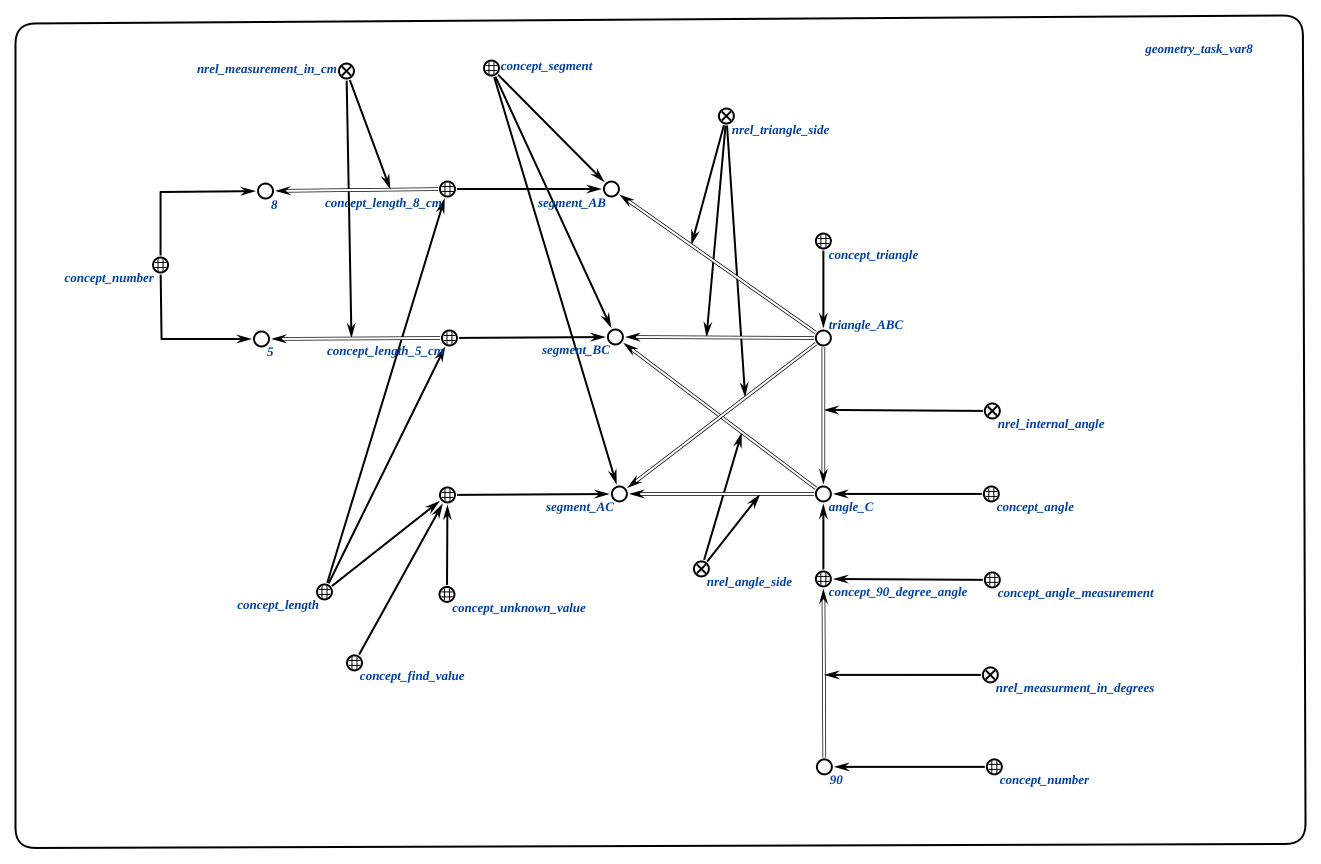 geometry_task_var8
nrel_measurement_in_cm
concept_segment
nrel_triangle_side
8
concept_length_8_cm
segment_AB
concept_triangle
concept_number
triangle_ABC
5
concept_length_5_cm
segment_BC
nrel_internal_angle
segment_AC
angle_C
concept_angle
nrel_angle_side
concept_90_degree_angle
concept_angle_measurement
concept_length
concept_unknown_value
concept_find_value
nrel_measurment_in_degrees
90
concept_number